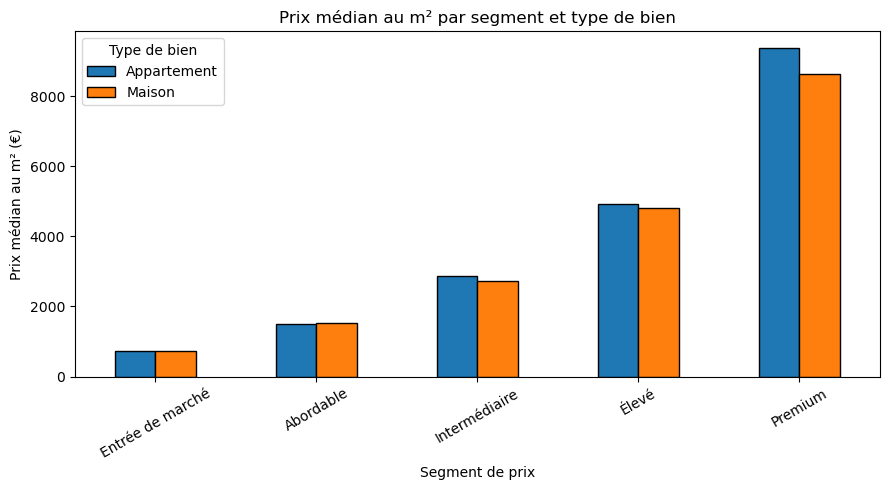 Prix médian au m² par segment et type de bien
Type de bien
Appartement
Maison
Prix médian au m² (€)
8000
6000
4000
2000
0
Entrée de marché
Abordable
Intermédiaire
Élevé
Premium
Segment de prix